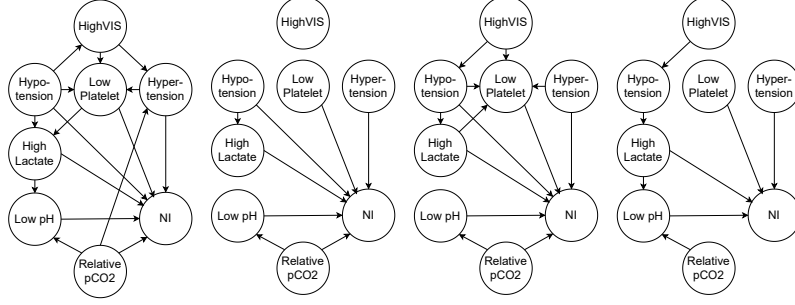 HighVIS
Hypo-
tension
Low
Platelet
Hyper-
tension
High
Lactate
Low pH
NI
Relative
pCO2
HighVIS
Hypo-
tension
Low
Platelet
Hyper-
tension
High
Lactate
Low pH
NI
Relative
pCO2
HighVIS
Hypo-
tension
Low
Platelet
Hyper-
tension
High
Lactate
Low pH
NI
Relative
pCO2
HighVIS
Hypo-
tension
Low
Platelet
Hyper-
tension
High
Lactate
Low pH
NI
Relative
pCO2